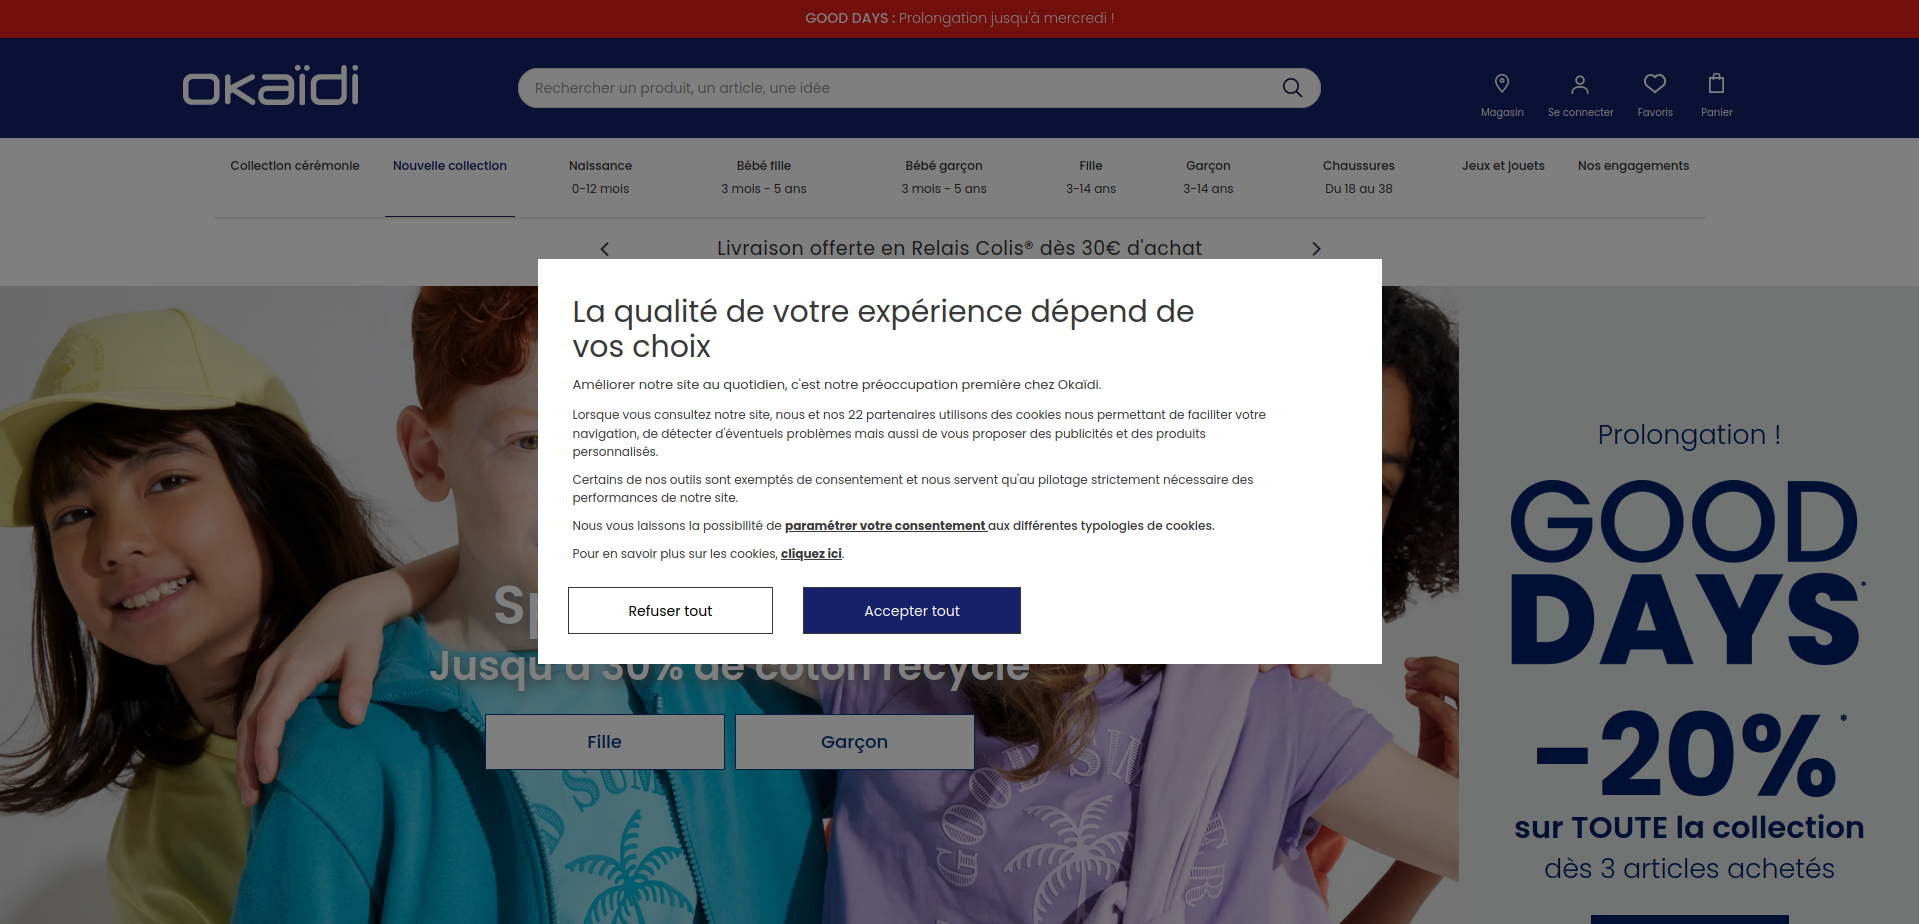 GOOD DAYS : Prolongation jusqu'à mercredi !
okaïdi
Rechercher un produit, un article, une idée
Magasin
Se connecter
Favoris
Panier
Collection cérémonie
Nouvelle collection
Naissance
0-12 mois
Bébé fille
3 mois - 5 ans
Bébé garçon
3 mois - 5 ans
Fille
3-14 ans
Garçon
3-14 ans
Chaussures
Du 18 au 38
Jeux et jouets
Nos engagements
Livraison offerte en Relais Colis® dès 30€ d'achat
La qualité de votre expérience dépend de
vos choix
Améliorer notre site au quotidien, c'est notre préoccupation première chez Okaïdi.
Lorsque vous consultez notre site, nous et nos 22 partenaires utilisons des cookies nous permettant de faciliter votre
navigation, de détecter d'éventuels problèmes mais aussi de vous proposer des publicités et des produits
personnalisés.
Certains de nos outils sont exemptés de consentement et nous servent qu'au pilotage strictement nécessaire des
performances de notre site.
Nous vous laissons la possibilité de paramétrer votre consentement aux différentes typologies de cookies.
Pour en savoir plus sur les cookies, cliquez ici.
Refuser tout
Accepter tout
Jusqu'à 30% de coton recyclé
Fille
Garçon
GOOD
Prolongation !
GOOD
DAYS*
-20%*
sur TOUTE la collection
dès 3 articles achetés